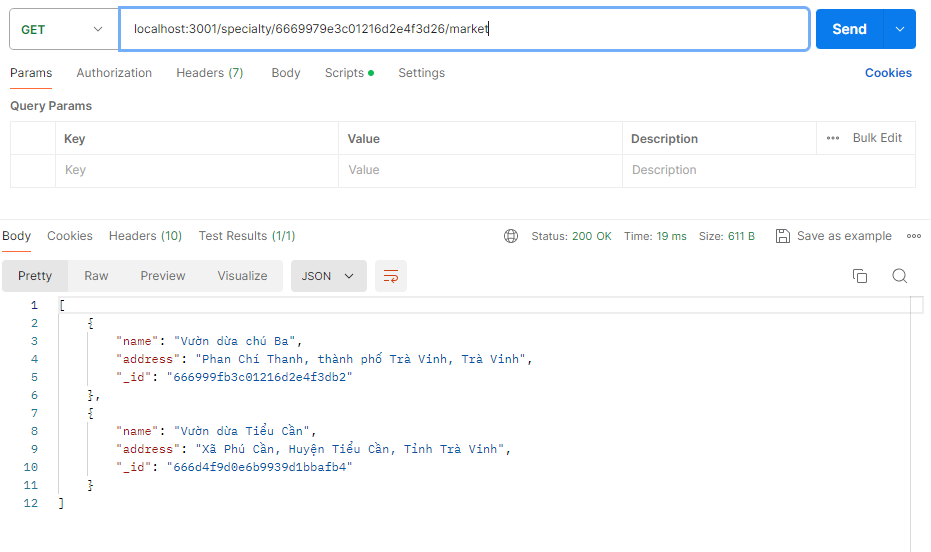 GET localhost:3001/specialty/6669979e3c01216d2e4f3d26/market Send
Params Authorization Headers (7) Body Scripts Settings Cookies
Query Params
Key Value Description Bulk Edit
Key Value Description
Body Cookies Headers (10) Test Results (1/1) Status: 200 OK Time: 19 ms Size: 611 B Save as example
Pretty Raw Preview Visualize JSON
1 [
2 {
3 "name": "Vườn dừa chú Ba",
4 "address": "Phan Chí Thanh, thành phố Trà Vinh, Trà Vinh",
5 "_id": "666999fb3c01216d2e4f3db2"
6 },
7 {
8 "name": "Vườn dừa Tiểu Cần",
9 "address": "Xã Phú Cần, Huyện Tiểu Cần, Tỉnh Trà Vinh",
10 "_id": "666d4f9d0e6b9939d1bbafb4"
11 }
12 ]